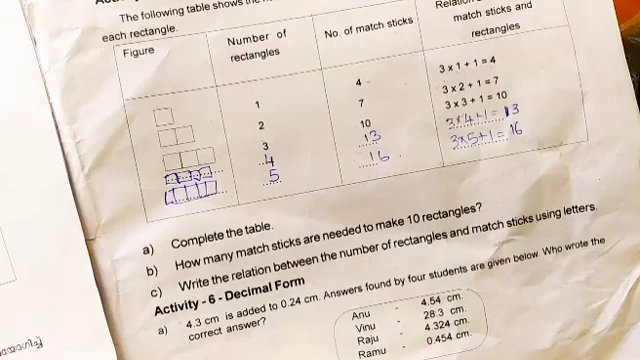 The following table shows the
each rectangle.
Figure
Number of rectangles
No. of match sticks
match sticks and rectangles
1
4
3 x 1 + 1 = 4
2
7
3 x 2 + 1 = 7
3
10
3 x 3 + 1 = 10
4
13
3x4+1= 13
5
16
3x5+1= 16
a) Complete the table.
b) How many match sticks are needed to make 10 rectangles?
c) Write the relation between the number of rectangles and match sticks using letters.
Activity - 6 - Decimal Form
a) 4.3 cm is added to 0.24 cm. Answers found by four students are given below. Who wrote the
correct answer?
Anu - 4.54 cm.
Vinu - 28.3 cm.
Raju - 4.324 cm.
Ramu - 0.454 cm.